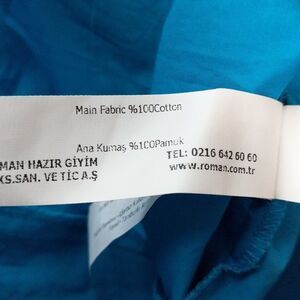 Main Fabric %100Cotton
Ana Kumaş %100Pamuk
MAN HAZIR GİYİM
KS.SAN. VE TİC A.Ş
TEL: 0216 642 60 60
www.roman.com.tr